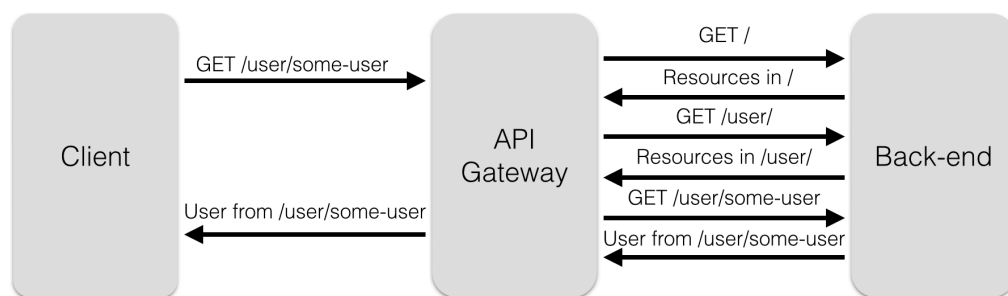 GET /
GET /user/some-user
Resources in /
GET /user/
Client
API
Gateway
Resources in /user/
Back-end
GET /user/some-user
User from /user/some-user
User from /user/some-user